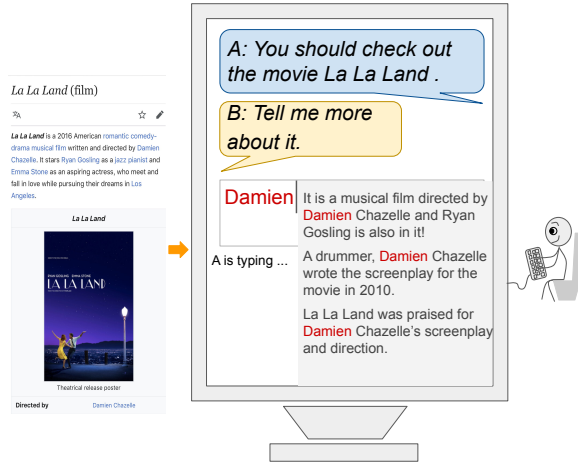 La La Land (film)
La La Land is a 2016 American romantic comedy-
drama musical film written and directed by Damien
Chazelle. It stars Ryan Gosling as a jazz pianist and
Emma Stone as an aspiring actress, who meet and
fall in love while pursuing their dreams in Los
Angeles.
La La Land
RYAN GOSLING EMMA STONE
LA LA LAND
Theatrical release poster
Directed by Damien Chazelle
A: You should check out
the movie La La Land .
B: Tell me more
about it.
Damien
A is typing ...
It is a musical film directed by
Damien Chazelle and Ryan
Gosling is also in it!
A drummer, Damien Chazelle
wrote the screenplay for the
movie in 2010.
La La Land was praised for
Damien Chazelle's screenplay
and direction.